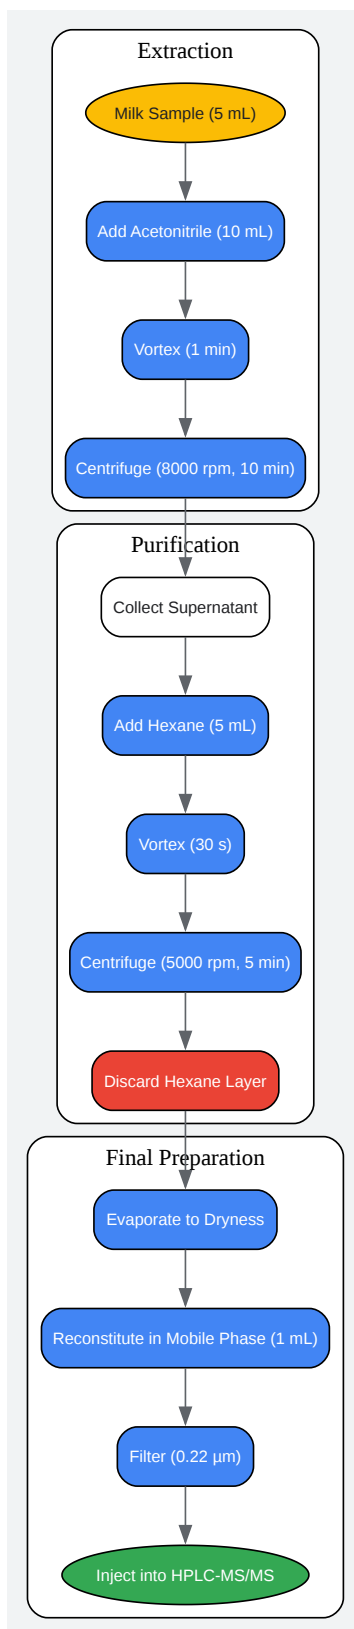 Extraction
Milk Sample (5 mL)
Add Acetonitrile (10 mL)
Vortex (1 min)
Centrifuge (8000 rpm, 10 min)
Purification
Collect Supernatant
Add Hexane (5 mL)
Vortex (30 s)
Centrifuge (5000 rpm, 5 min)
Discard Hexane Layer
Final Preparation
Evaporate to Dryness
Reconstitute in Mobile Phase (1 mL)
Filter (0.22 µm)
Inject into HPLC-MS/MS